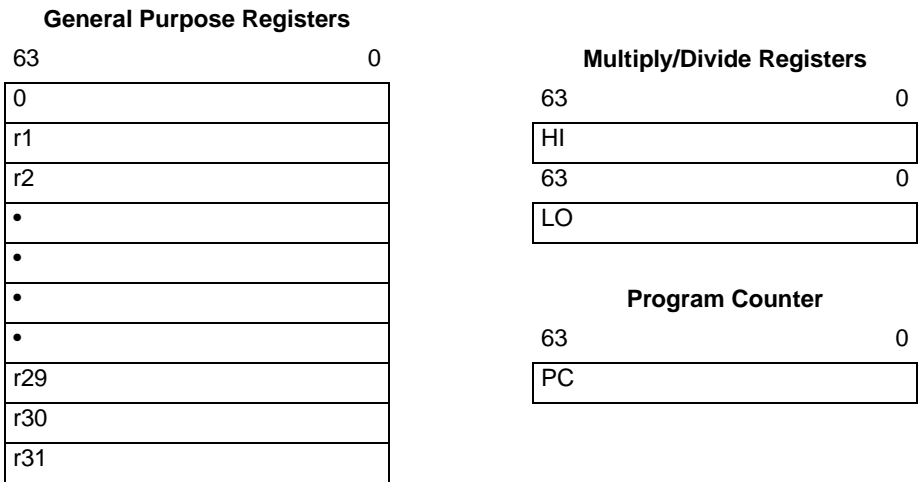 General Purpose Registers
63 0
0
r1
r2
•
•
•
•
r29
r30
r31
Multiply/Divide Registers
63 0
HI
63 0
LO
Program Counter
63 0
PC